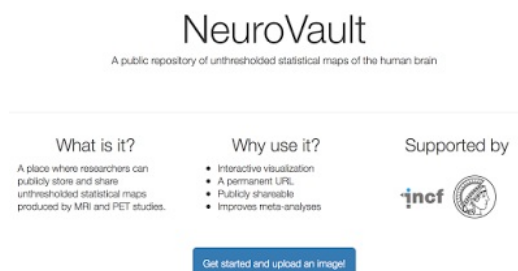 NeuroVault
A public repository of unthresholded statistical maps of the human brain
What is it?
A place where researchers can
publicly store and share
unthresholded statistical maps
produced by MRI and PET studies.
Why use it?
• Interactive visualization
• A permanent URL
• Publicly shareable
• Improves meta-analyses
Supported by
incf
Get started and upload an image!